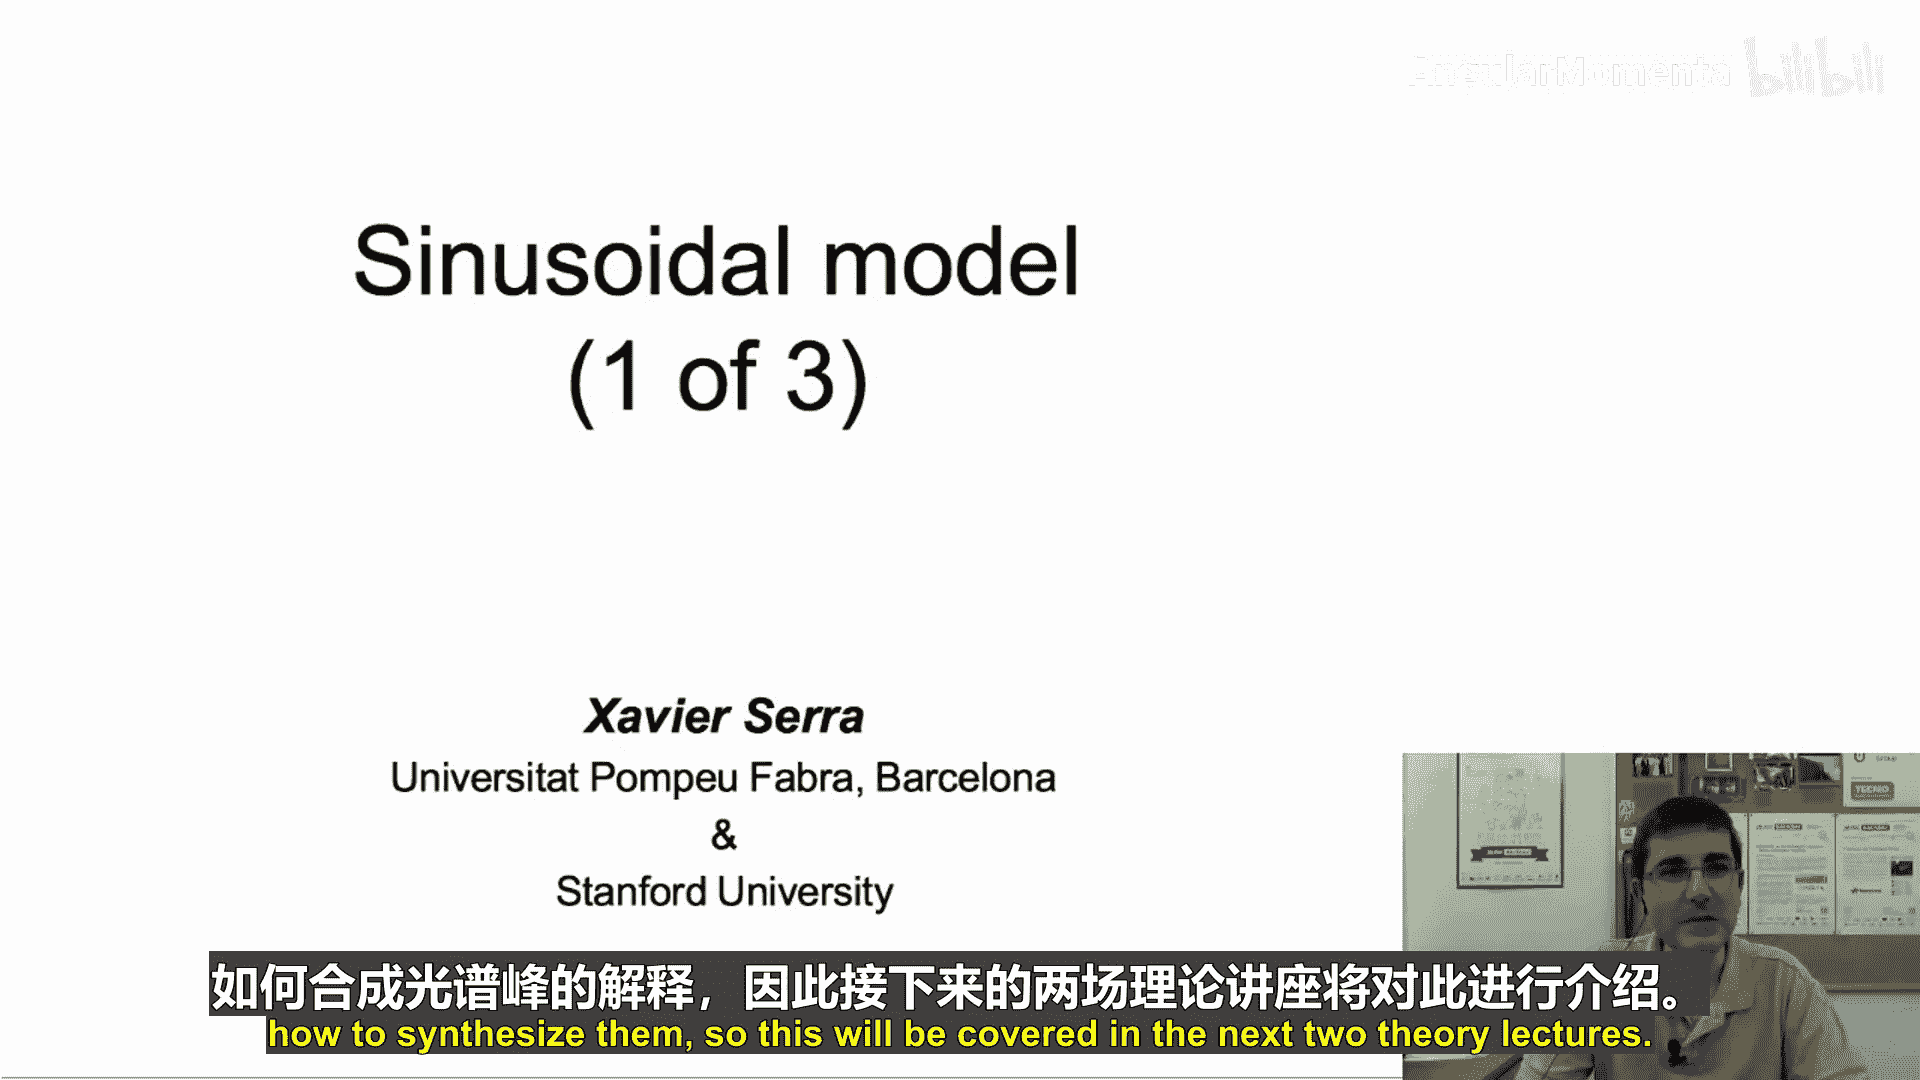 AngularMomenta bilibili
Sinusoidal model
(1 of 3)
Xavier Serra
Universitat Pompeu Fabra, Barcelona
&
Stanford University
TECNIO
如何合成光谱峰的解释，因此接下来的两场理论讲座将对此进行介绍。
how to synthesize them, so this will be covered in the next two theory lectures.